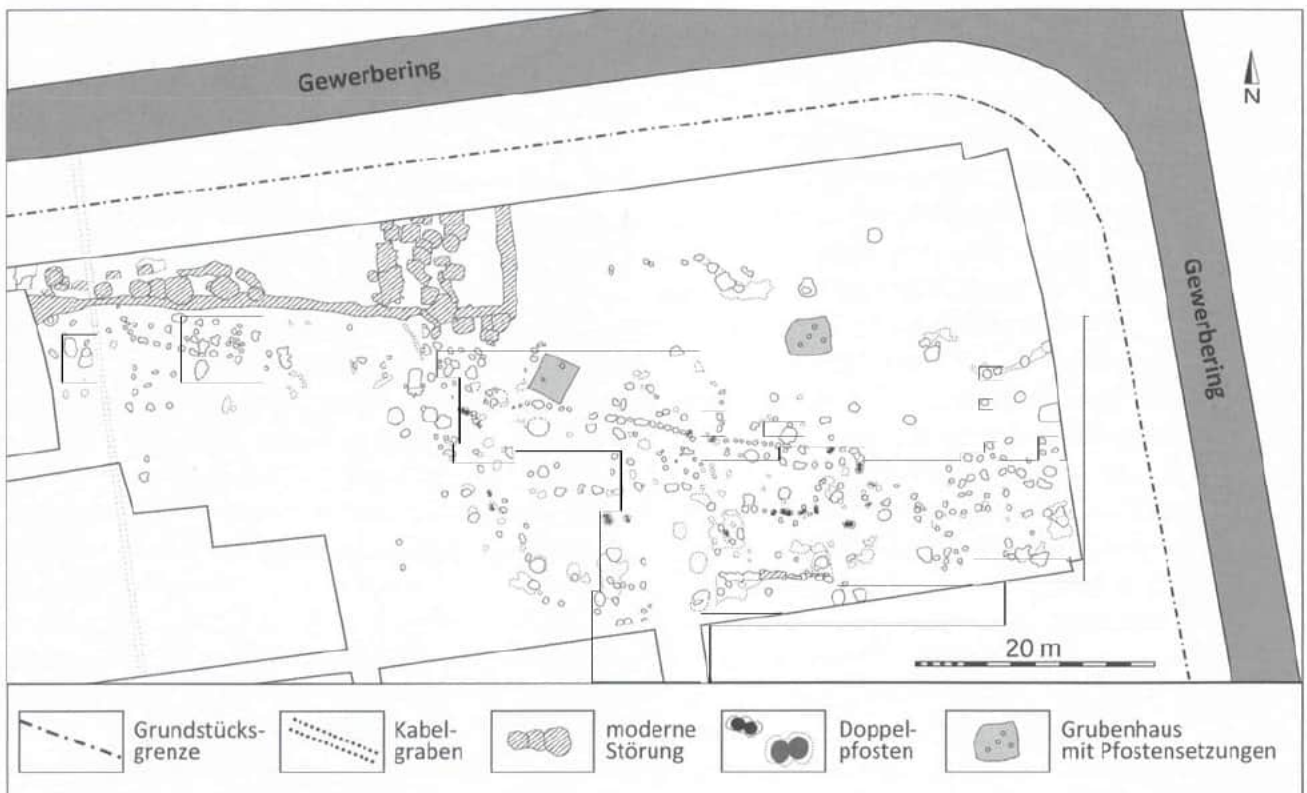 Gewerbering
N
Gewerbering
20 m
Grundstücks-
grenze
Kabel-
graben
moderne
Störung
Doppel-
pfosten
Grubenhaus
mit Pfostensetzungen